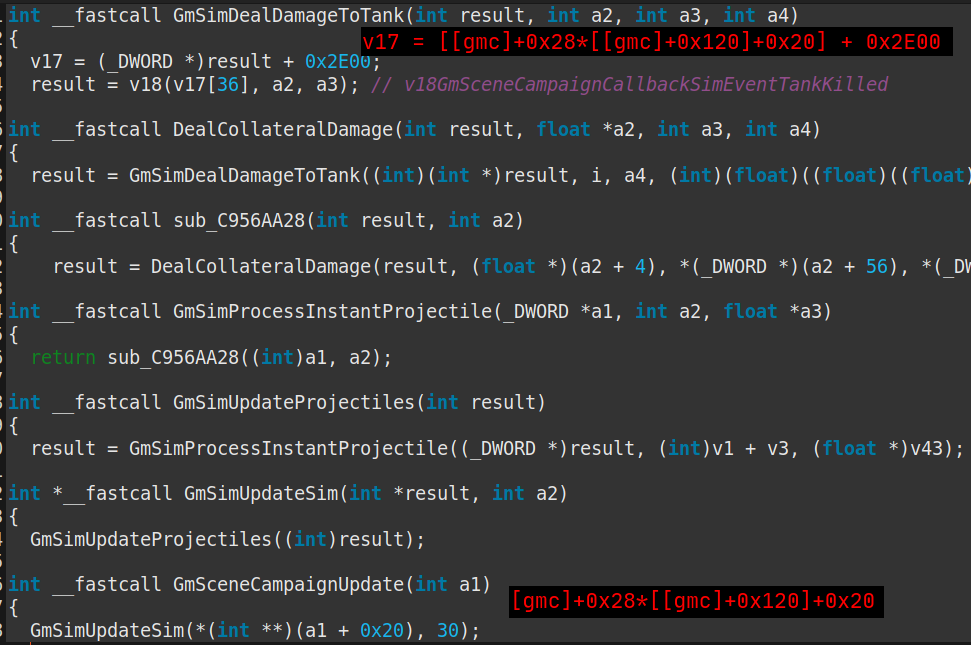 int __fastcall GmSimDealDamageToTank(int result, int a2, int a3, int a4)
{
v17 = [[gmc]+0x28*[[gmc]+0x120]+0x20] + 0x2E00
v17 = (_DWORD *)result + 0x2E00;
result = v18(v17[36], a2, a3); // v18GmSceneCampaignCallbackSimEventTankKilled
int __fastcall DealCollateralDamage(int result, float *a2, int a3, int a4)
{
result = GmSimDealDamageToTank((int)(int *)result, i, a4, (int)(float)((float)((float)
int __fastcall sub_C956AA28(int result, int a2)
{
result = DealCollateralDamage(result, (float *)(a2 + 4), *(_DWORD *)(a2 + 56), *(_DW
int __fastcall GmSimProcessInstantProjectile(_DWORD *a1, int a2, float *a3)
{
return sub_C956AA28((int)a1, a2);
int __fastcall GmSimUpdateProjectiles(int result)
{
result = GmSimProcessInstantProjectile((_DWORD *)result, (int)v1 + v3, (float *)v43);
int *__fastcall GmSimUpdateSim(int *result, int a2)
{
GmSimUpdateProjectiles((int)result);
int __fastcall GmSceneCampaignUpdate(int a1)
{
[gmc]+0x28*[[gmc]+0x120]+0x20
GmSimUpdateSim(*(int **)(a1 + 0x20), 30);